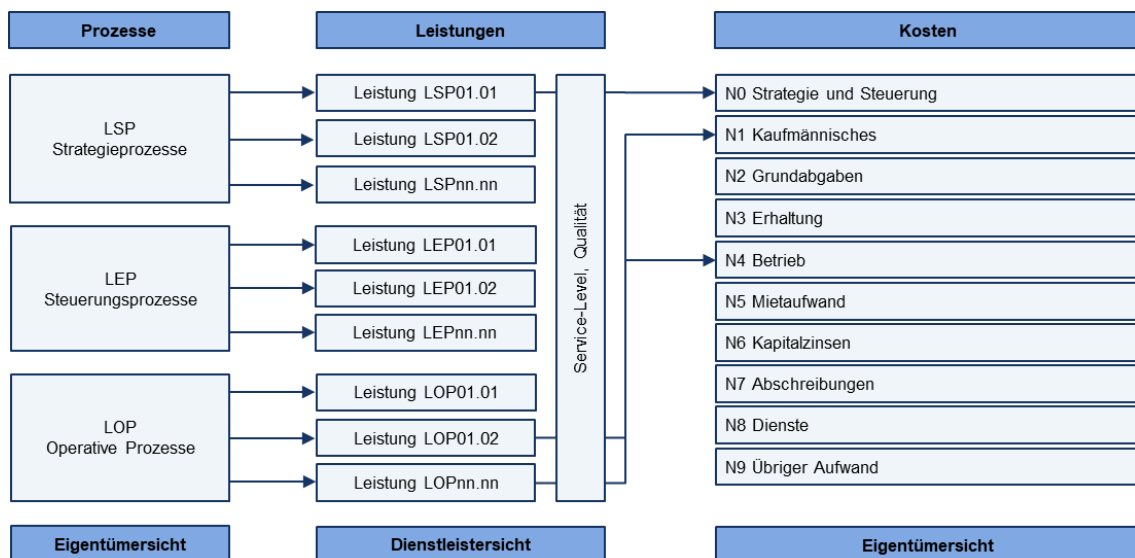 Prozesse
Leistungen
Kosten
LSP
Strategieprozesse
Leistung LSP01.01
Leistung LSP01.02
Leistung LSPnn.nn
LEP
Steuerungsprozesse
Leistung LEP01.01
Leistung LEP01.02
Leistung LEPnn.nn
LOP
Operative Prozesse
Leistung LOP01.01
Leistung LOP01.02
Leistung LOPnn.nn
Service-Level, Qualität
N0 Strategie und Steuerung
N1 Kaufmännisches
N2 Grundabgaben
N3 Erhaltung
N4 Betrieb
N5 Mietaufwand
N6 Kapitalzinsen
N7 Abschreibungen
N8 Dienste
N9 Übriger Aufwand
Eigentümersicht
Dienstleistersicht
Eigentümersicht